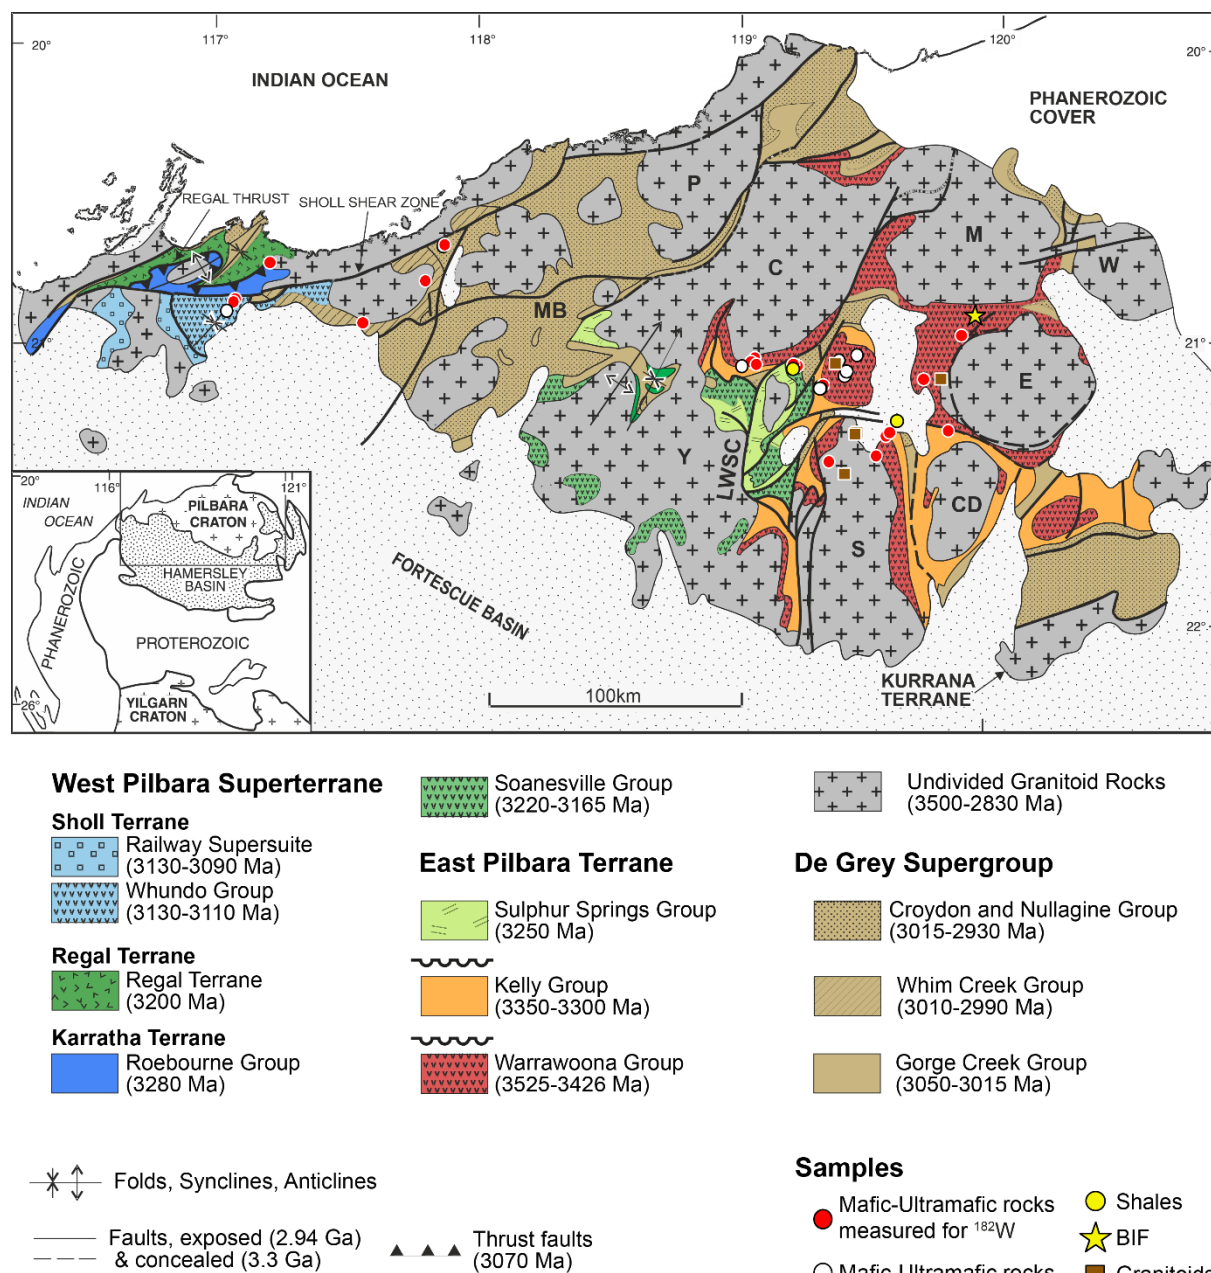 117°
118°
119°
120°
20°
20°
INDIAN OCEAN
PHANEROZOIC
COVER
P
REGAL THRUST
SHOLL SHEAR ZONE
M
W
C
MB
21°
E
Y
LWSC
CD
S
20°
116°
121°
INDIAN
OCEAN
PILBARA
CRATON
HAMERSLEY
BASIN
PHANEROZOIC
PROTEROZOIC
26°
YILGARN
CRATON
FORTESCUE BASIN
22°
100km
KURRANA
TERRANE
West Pilbara Superterrane
Sholl Terrane
Railway Supersuite
(3130-3090 Ma)
Whundo Group
(3130-3110 Ma)
Regal Terrane
Regal Terrane
(3200 Ma)
Karratha Terrane
Roebourne Group
(3280 Ma)
Soanesville Group
(3220-3165 Ma)
East Pilbara Terrane
Sulphur Springs Group
(3250 Ma)
Kelly Group
(3350-3300 Ma)
Warrawoona Group
(3525-3426 Ma)
Undivided Granitoid Rocks
(3500-2830 Ma)
De Grey Supergroup
Croydon and Nullagine Group
(3015-2930 Ma)
Whim Creek Group
(3010-2990 Ma)
Gorge Creek Group
(3050-3015 Ma)
Folds, Synclines, Anticlines
Faults, exposed (2.94 Ga)
& concealed (3.3 Ga)
Thrust faults
(3070 Ma)
Samples
Mafic-Ultramafic rocks
measured for ¹⁸²W
Shales
BIF
Mafic-Ultramafic rocks
Granitoids